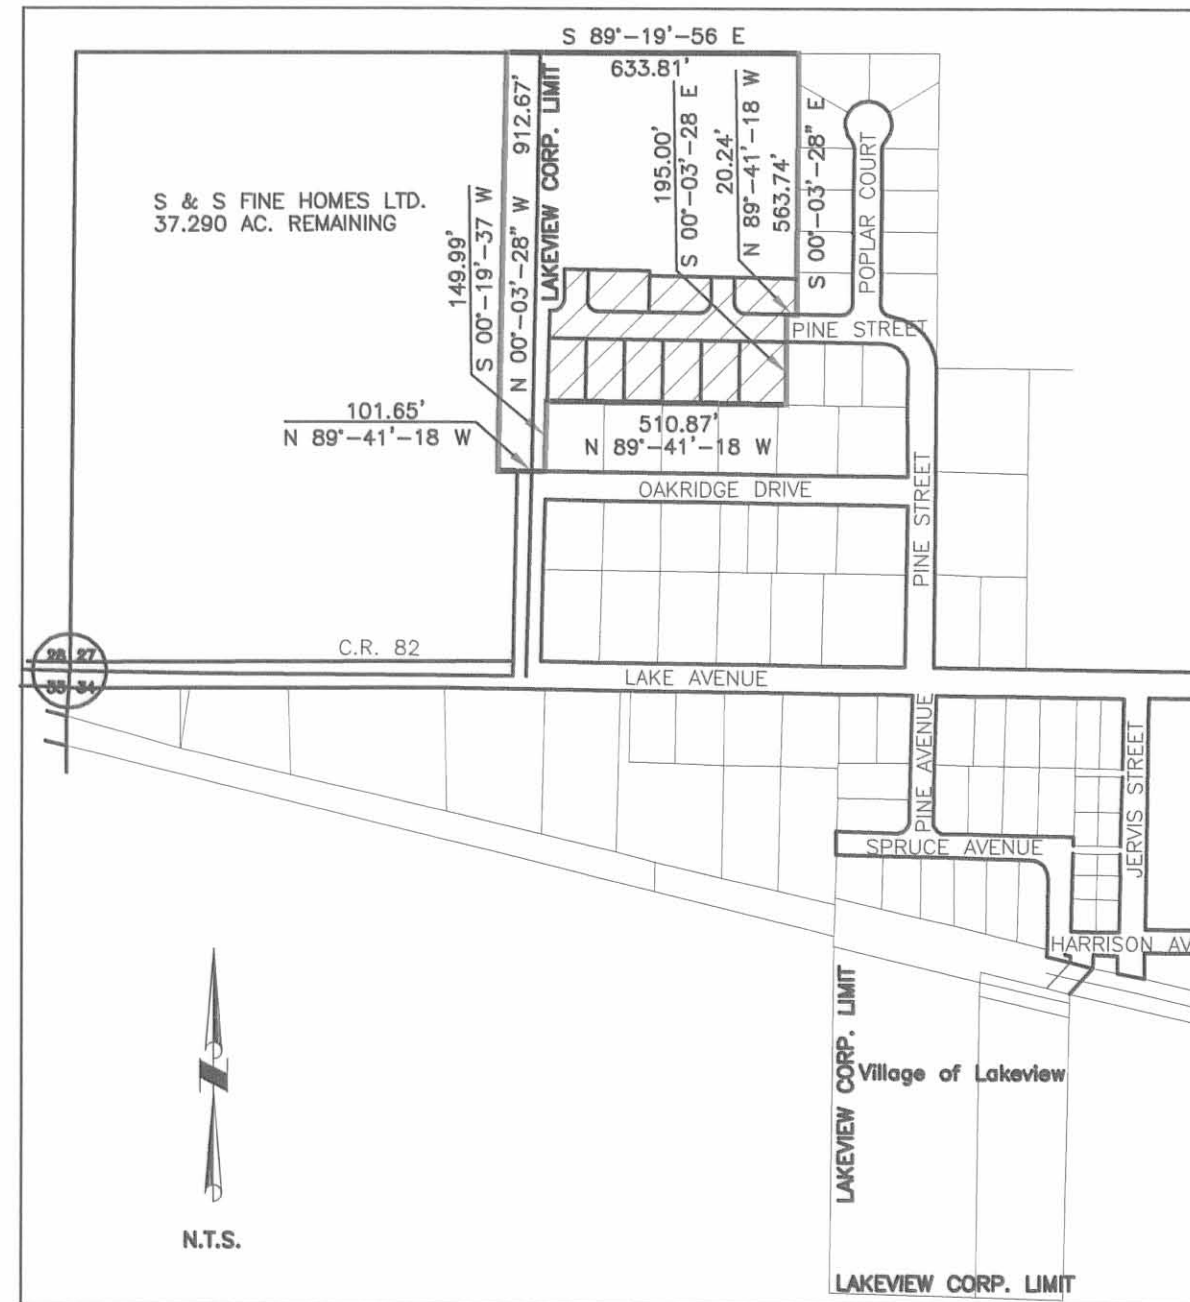 S 89°-19'-56 E
633.81'
912.67'
N 00°-03'-28" W
LAKEVIEW CORP. LIMIT
195.00'
S 00°-03'-28 E
20.24'
N 89°-41'-18 W
563.74'
S 00°-03'-28" E
POPLAR COURT
S & S FINE HOMES LTD.
37.290 AC. REMAINING
149.99'
S 00°-19'-37 W
PINE STREET
101.65'
N 89°-41'-18 W
510.87'
N 89°-41'-18 W
OAKRIDGE DRIVE
PINE STREET
C.R. 82
28 27
33 34
LAKE AVENUE
PINE AVENUE
JERVIS STREET
SPRUCE AVENUE
HARRISON AV
LAKEVIEW CORP. LIMIT
Village of Lakeview
N
N.T.S.
LAKEVIEW CORP. LIMIT